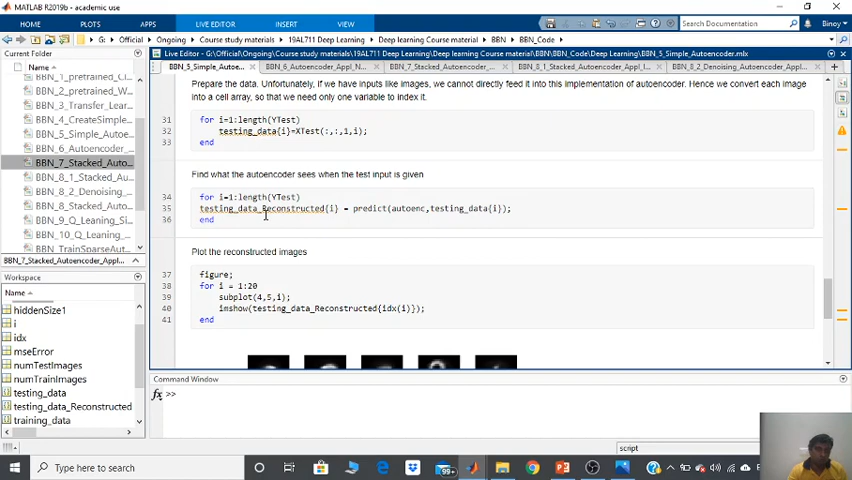 MATLAB R2019b - academic use
HOME PLOTS APPS LIVE EDITOR INSERT VIEW Search Documentation Binoy
G: Official Ongoing Course study materials 19AL711 Deep Learning Deep learning Course material BBN BBN_Code
Current Folder
Live Editor - G:\Official\Ongoing\Course study materials\19AL711 Deep Learning\Deep learning Course material\BBN\BBN_Code\Deep Learning\BBN_5_Simple_Autoencoder.mlx
Name
BBN_5_Simple_Auto...
BBN_6_Autoencoder_Appl_N...
BBN_7_Stacked_Autoencoder_...
BBN_8_1_Stacked_Autoencoder_Appl_I...
BBN_8_2_Denoising_Autoencoder_Appl...
BBN_1_pretrained_C...
BBN_2_pretrained_W...
BBN_3_Transfer_Lear...
BBN_4_CreateSimple...
BBN_5_Simple_Autoe...
BBN_6_Autoencoder...
BBN_7_Stacked_Auto...
BBN_8_1_Stacked_Au...
BBN_8_2_Denoising...
BBN_8_Stacked_Auto...
BBN_9_Q_Leaning_Si...
BBN_10_Q_Learning_...
BBN_TrainSparseAut...
BBN_7_Stacked_Autoencoder_Appl...
Workspace
Name
hiddenSize1
i
idx
mseError
numTestImages
numTrainImages
testing_data
testing_data_Reconstructed
training_data
Prepare the data. Unfortunately, if we have inputs like images, we cannot directly feed it into this implementation of autoencoder. Hence we convert each image
into a cell array, so that we need only one variable to index it.
31 for i=1:length(YTest)
32 testing_data{i}=XTest(:,:,1,i);
33 end
Find what the autoencoder sees when the test input is given
34 for i=1:length(YTest)
35 testing_data_Reconstructed{i} = predict(autoenc,testing_data{i});
36 end
Plot the reconstructed images
37 figure;
38 for i = 1:20
39 subplot(4,5,i);
40 imshow(testing_data_Reconstructed{idx(i)});
41 end
Command Window
fx >>
script
Type here to search
99+
ENG